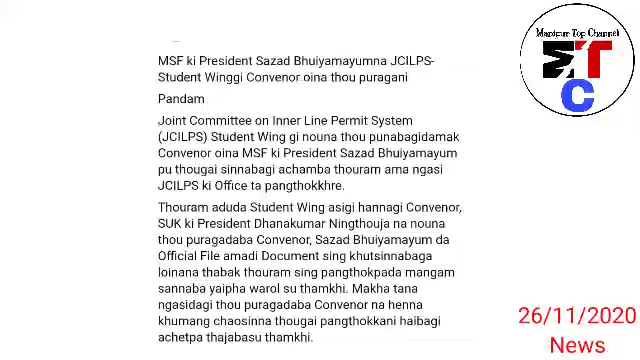 MSF ki President Sazad Bhuiyamayumna JCILPS-
Student Winggi Convenor oina thou puragani
Pandam
Joint Committee on Inner Line Permit System
(JCILPS) Student Wing gi nouna thou punabagidamak
Convenor oina MSF ki President Sazad Bhuiyamayum
pu thougai sinnabagi achamba thouram ama ngasi
JCILPS ki Office ta pangthokkhre.
Thouram aduda Student Wing asigi hannagi Convenor,
SUK ki President Dhanakumar Ningthouja na nouna
thou puragadaba Convenor, Sazad Bhuiyamayum da
Official File amadi Document sing khutsinnabaga
loinana thabak thouram sing pangthokpada mangam
sannaba yaipha warol su thamkhi. Makha tana
ngasidagi thou puragadaba Convenor na henna
khumang chaosinna thougai pangthokkani haibagi
achetpa thajabasu thamkhi.
Manipur Top Channel
MTC
26/11/2020
News